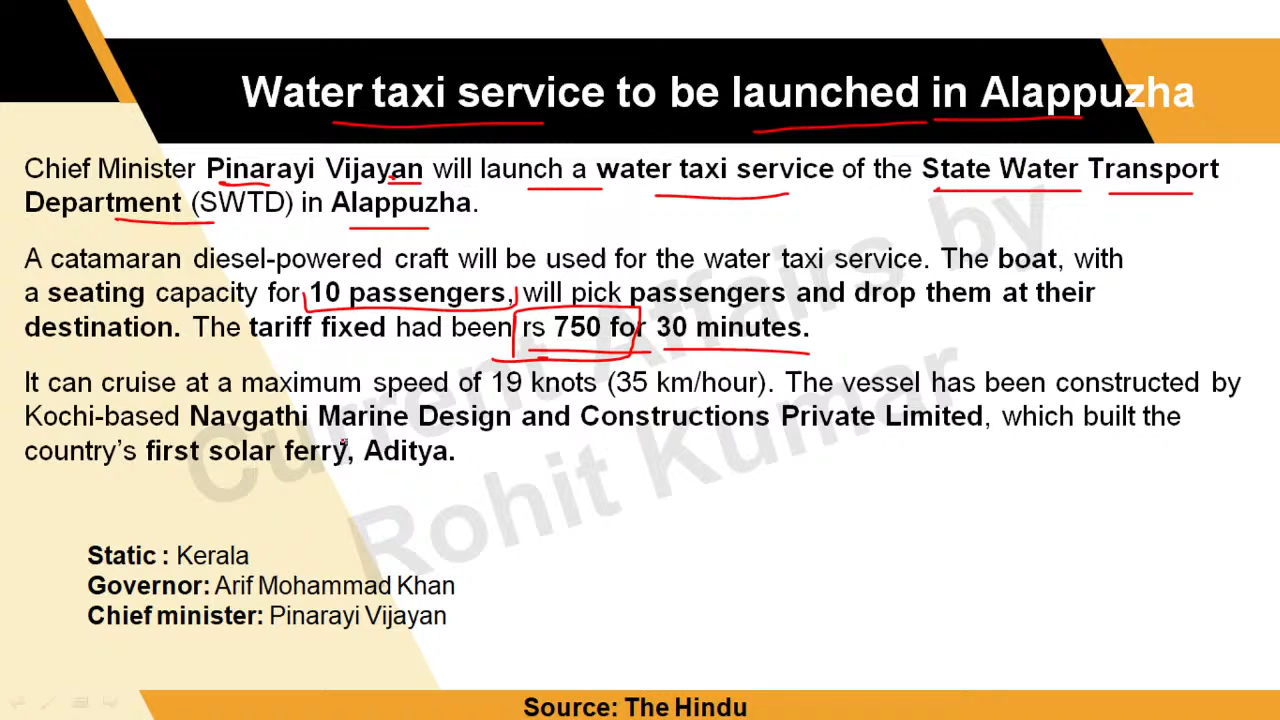 Water taxi service to be launched in Alappuzha
Chief Minister Pinarayi Vijayan will launch a water taxi service of the State Water Transport
Department (SWTD) in Alappuzha.
A catamaran diesel-powered craft will be used for the water taxi service. The boat, with
a seating capacity for 10 passengers, will pick passengers and drop them at their
destination. The tariff fixed had been rs 750 for 30 minutes.
It can cruise at a maximum speed of 19 knots (35 km/hour). The vessel has been constructed by
Kochi-based Navgathi Marine Design and Constructions Private Limited, which built the
country's first solar ferry, Aditya.
Current Affairs by
Rohit Kumar
Static : Kerala
Governor: Arif Mohammad Khan
Chief minister: Pinarayi Vijayan
Source: The Hindu